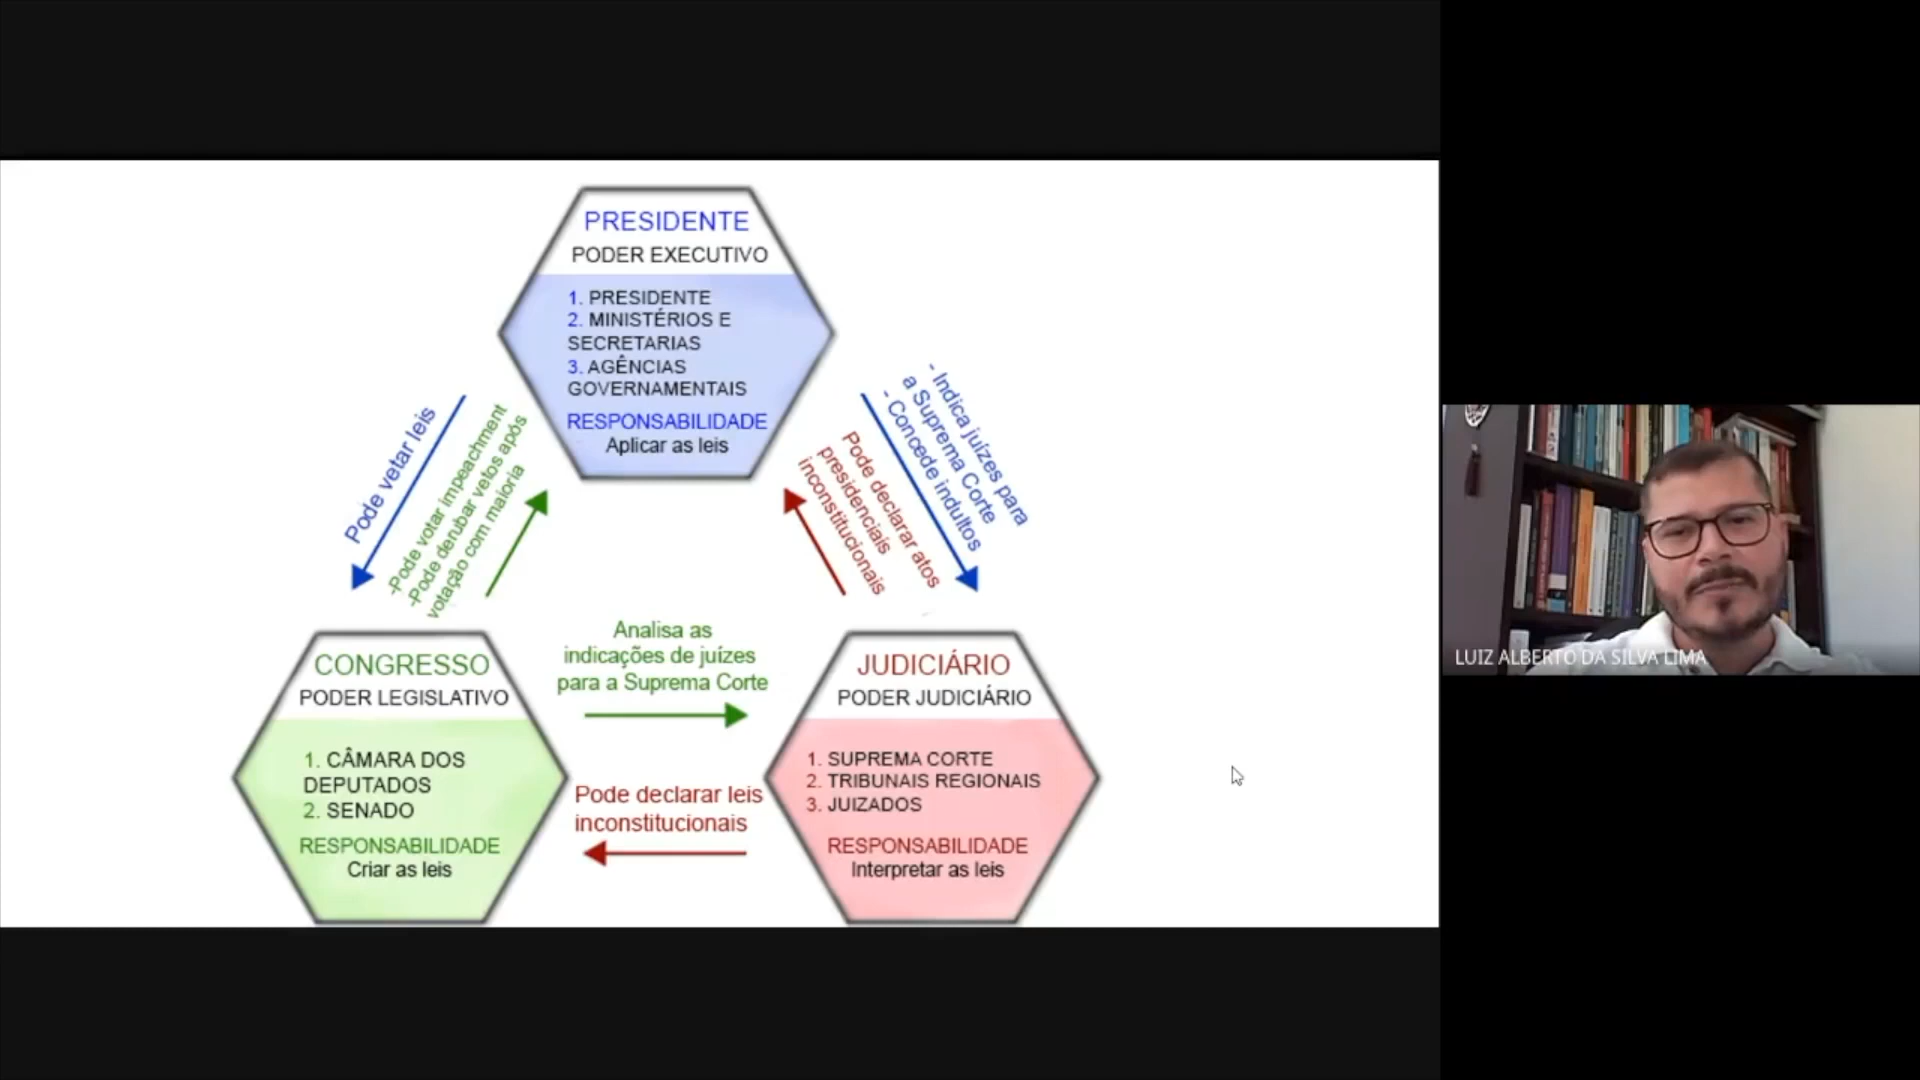 PRESIDENTE
PODER EXECUTIVO
1. PRESIDENTE
2. MINISTÉRIOS E
SECRETARIAS
3. AGÊNCIAS
GOVERNAMENTAIS
RESPONSABILIDADE
Aplicar as leis
Pode vetar leis
-Pode votar impeachment
-Pode derrubar vetos após
votação com maioria
Pode declarar atos
presidenciais
inconstitucionais
- Indica juízes para
a Suprema Corte
- Concede indultos
Analisa as
indicações de juízes
para a Suprema Corte
Pode declarar leis
inconstitucionais
CONGRESSO
PODER LEGISLATIVO
1. CÂMARA DOS
DEPUTADOS
2. SENADO
RESPONSABILIDADE
Criar as leis
JUDICIÁRIO
PODER JUDICIÁRIO
1. SUPREMA CORTE
2. TRIBUNAIS REGIONAIS
3. JUIZADOS
RESPONSABILIDADE
Interpretar as leis
LUIZ ALBERTO DA SILVA LIMA